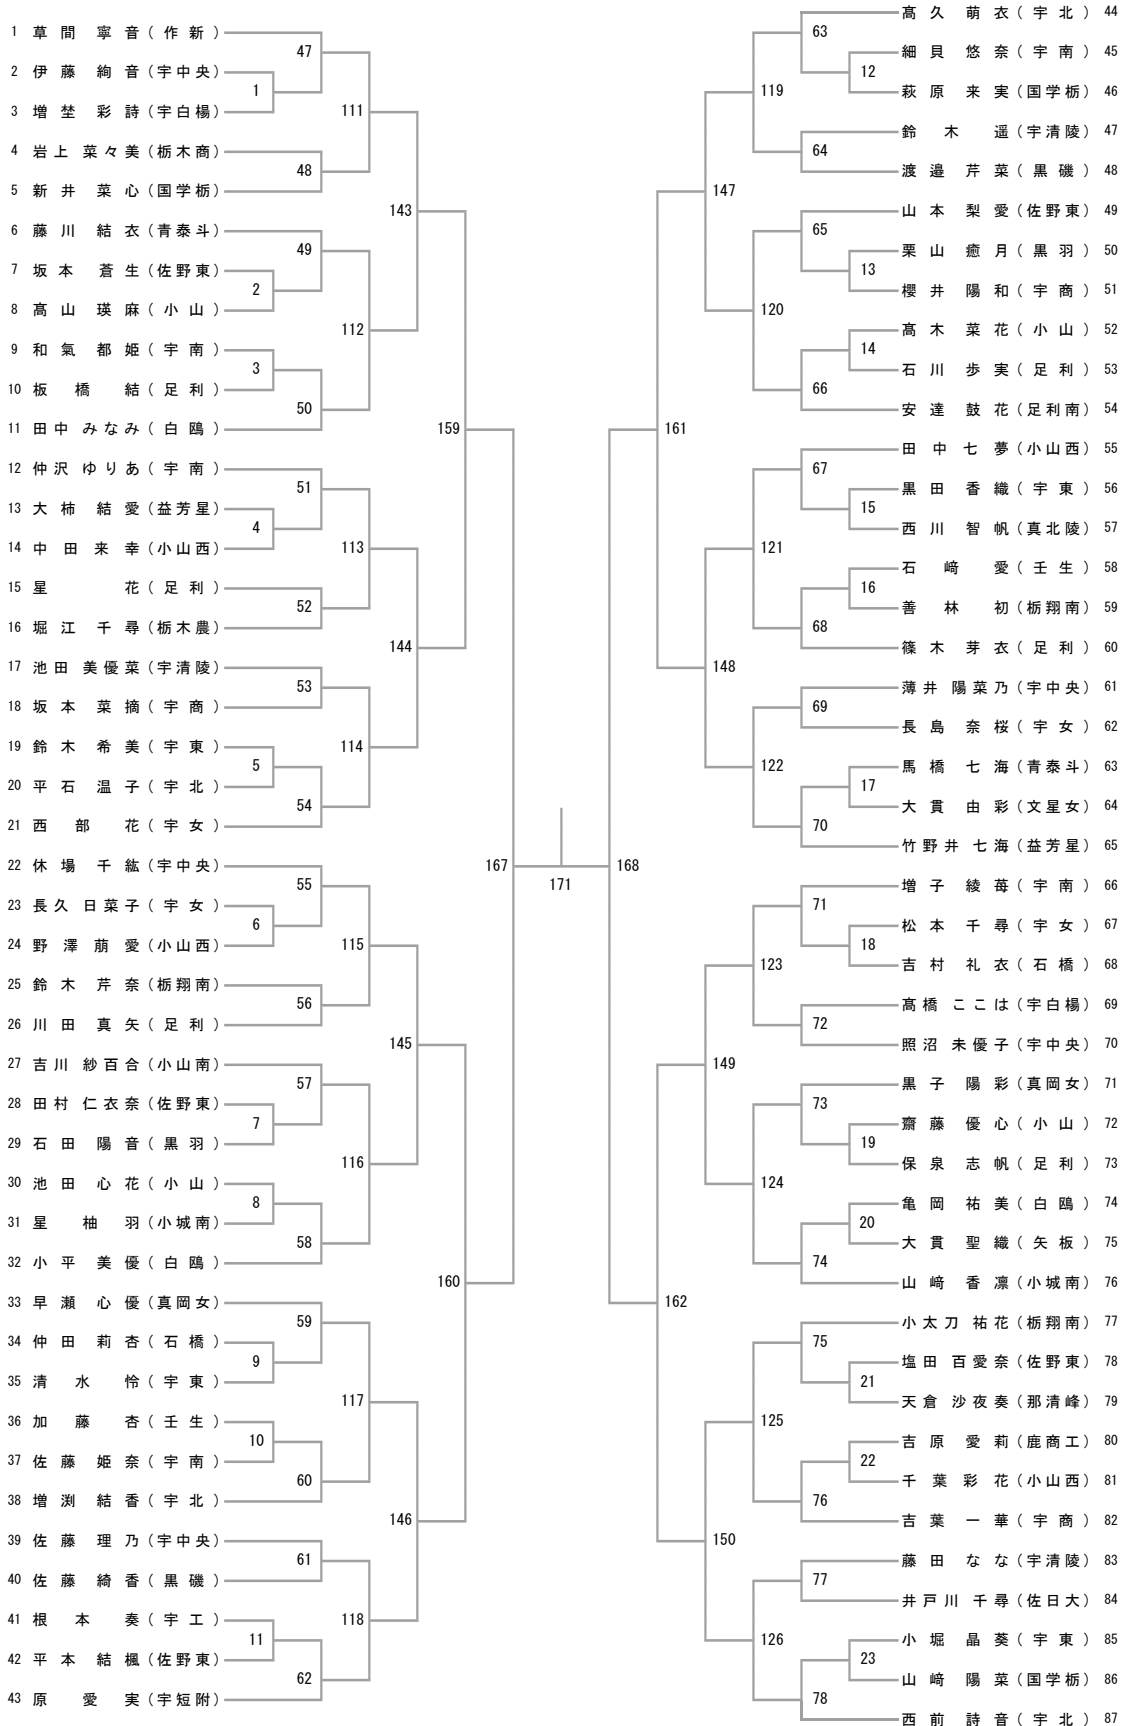 1 草間 寧音(作新)
2 伊藤 絢音(宇中央)
3 増埜 彩詩(宇白楊)
4 岩上 菜々美(栃木商)
5 新井 菜心(国学栃)
6 藤川 結衣(青泰斗)
7 坂本 蒼生(佐野東)
8 髙山 瑛麻(小山)
9 和氣 都姫(宇南)
10 板橋 結(足利)
11 田中 みなみ(白鴎)
12 仲沢 ゆりあ(宇南)
13 大柿 結愛(益芳星)
14 中田 来幸(小山西)
15 星 花(足利)
16 堀江 千尋(栃木農)
17 池田 美優菜(宇清陵)
18 坂本 菜摘(宇商)
19 鈴木 希美(宇東)
20 平石 温子(宇北)
21 西部 花(宇女)
22 休場 千紘(宇中央)
23 長久 日菜子(宇女)
24 野澤 萠愛(小山西)
25 鈴木 芹奈(栃翔南)
26 川田 真矢(足利)
27 吉川 紗百合(小山南)
28 田村 仁衣奈(佐野東)
29 石田 陽音(黒羽)
30 池田 心花(小山)
31 星 柚羽(小城南)
32 小平 美優(白鴎)
33 早瀬 心優(真岡女)
34 仲田 莉杏(石橋)
35 清水 怜(宇東)
36 加藤 杏(壬生)
37 佐藤 姫奈(宇南)
38 増渕 結香(宇北)
39 佐藤 理乃(宇中央)
40 佐藤 綺香(黒磯)
41 根本 奏(宇工)
42 平本 結楓(佐野東)
43 原 愛実(宇短附)
47
1
48
49
2
3
50
51
4
52
53
5
54
55
6
56
57
7
8
58
59
9
10
60
61
11
62
111
112
113
114
115
116
117
118
143
144
145
146
159
160
167
171
168
161
162
147
148
149
150
119
120
121
122
123
124
125
126
63
12
64
65
13
14
66
67
15
16
68
69
17
70
71
18
72
73
19
20
74
75
21
22
76
77
23
78
髙久 萌衣(宇北) 44
細貝 悠奈(宇南) 45
萩原 来実(国学栃) 46
鈴木 遥(宇清陵) 47
渡邉 芹菜(黒磯) 48
山本 梨愛(佐野東) 49
栗山 癒月(黒羽) 50
櫻井 陽和(宇商) 51
髙木 菜花(小山) 52
石川 歩実(足利) 53
安達 鼓花(足利南) 54
田中 七夢(小山西) 55
黒田 香織(宇東) 56
西川 智帆(真北陵) 57
石﨑 愛(壬生) 58
善林 初(栃翔南) 59
篠木 芽衣(足利) 60
薄井 陽菜乃(宇中央) 61
長島 奈桜(宇女) 62
馬橋 七海(青泰斗) 63
大貫 由彩(文星女) 64
竹野井 七海(益芳星) 65
増子 綾苺(宇南) 66
松本 千尋(宇女) 67
吉村 礼衣(石橋) 68
髙橋 ここは(宇白楊) 69
照沼 未優子(宇中央) 70
黒子 陽彩(真岡女) 71
齋藤 優心(小山) 72
保泉 志帆(足利) 73
亀岡 祐美(白鴎) 74
大貫 聖織(矢板) 75
山﨑 香凛(小城南) 76
小太刀 祐花(栃翔南) 77
塩田 百愛奈(佐野東) 78
天倉 沙夜奏(那清峰) 79
吉原 愛莉(鹿商工) 80
千葉 彩花(小山西) 81
吉葉 一華(宇商) 82
藤田 なな(宇清陵) 83
井戸川 千尋(佐日大) 84
小堀 晶葵(宇東) 85
山﨑 陽菜(国学栃) 86
西前 詩音(宇北) 87